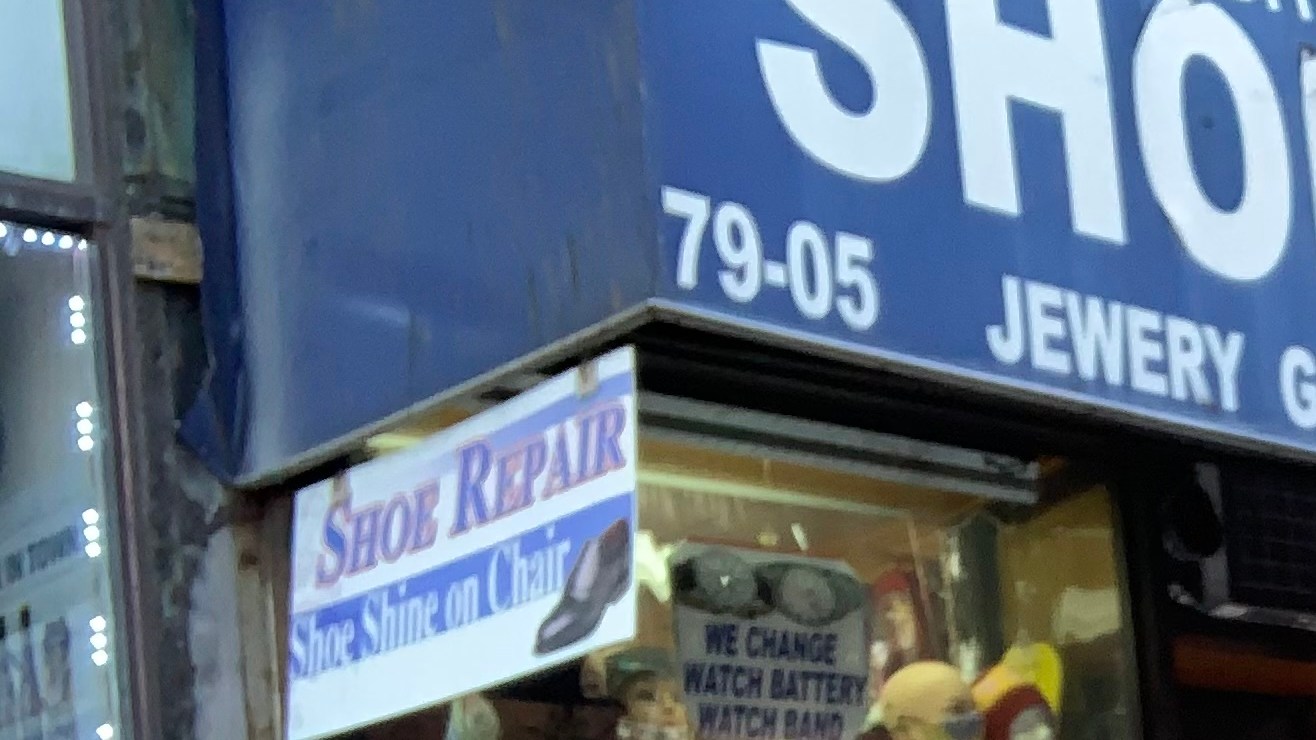 SHO
79-05
JEWERY G
SHOE REPAIR
Shoe Shine on Chair
WE CHANGE
WATCH BATTERY
WATCH BAND